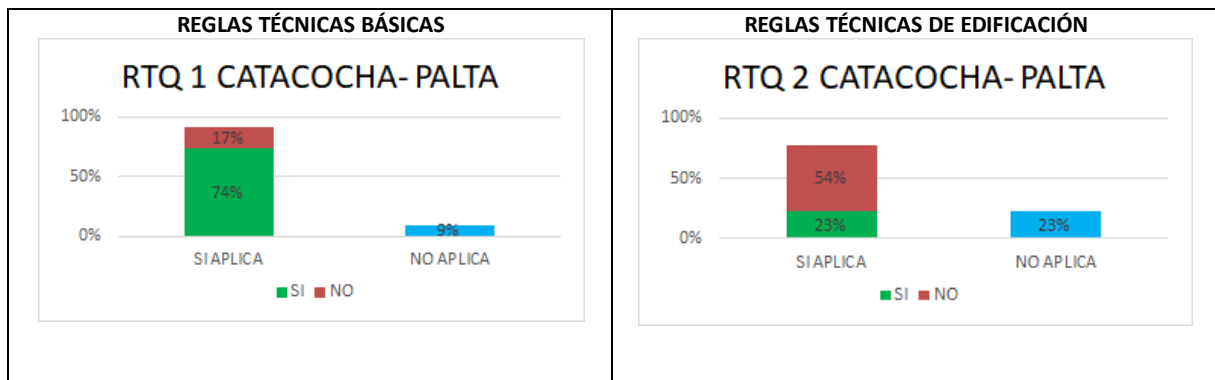 REGLAS TÉCNICAS BÁSICAS
RTQ 1 CATACOCHA- PALTA
100%
17%
50%
74%
0%
9%
SI APLICA
NO APLICA
SI NO
REGLAS TÉCNICAS DE EDIFICACIÓN
RTQ 2 CATACOCHA- PALTA
100%
54%
50%
23%
23%
0%
SI APLICA
NO APLICA
SI NO